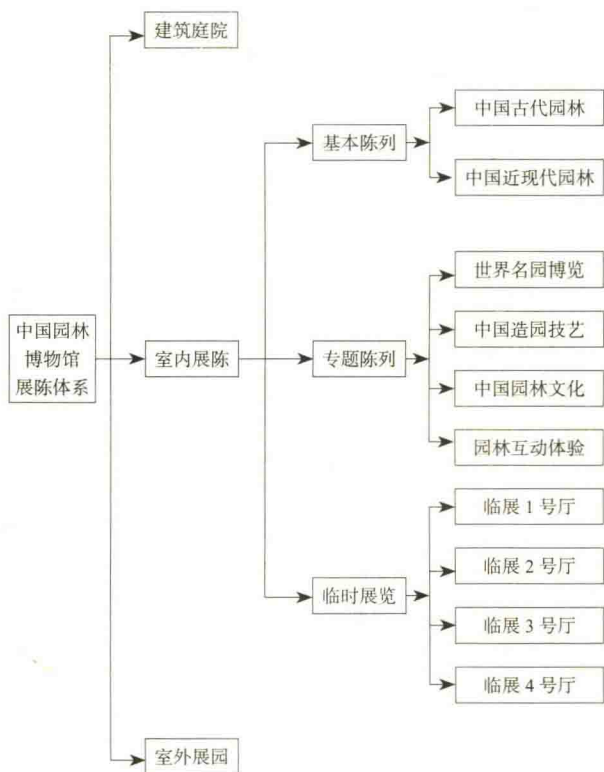 建筑庭院
中国古代园林
基本陈列
中国近现代园林
世界名园博览
中国园林
博物馆
展陈体系
室内展陈
专题陈列
中国造园技艺
中国园林文化
园林互动体验
临展 1 号厅
临展 2 号厅
临时展览
临展 3 号厅
临展 4 号厅
室外展园